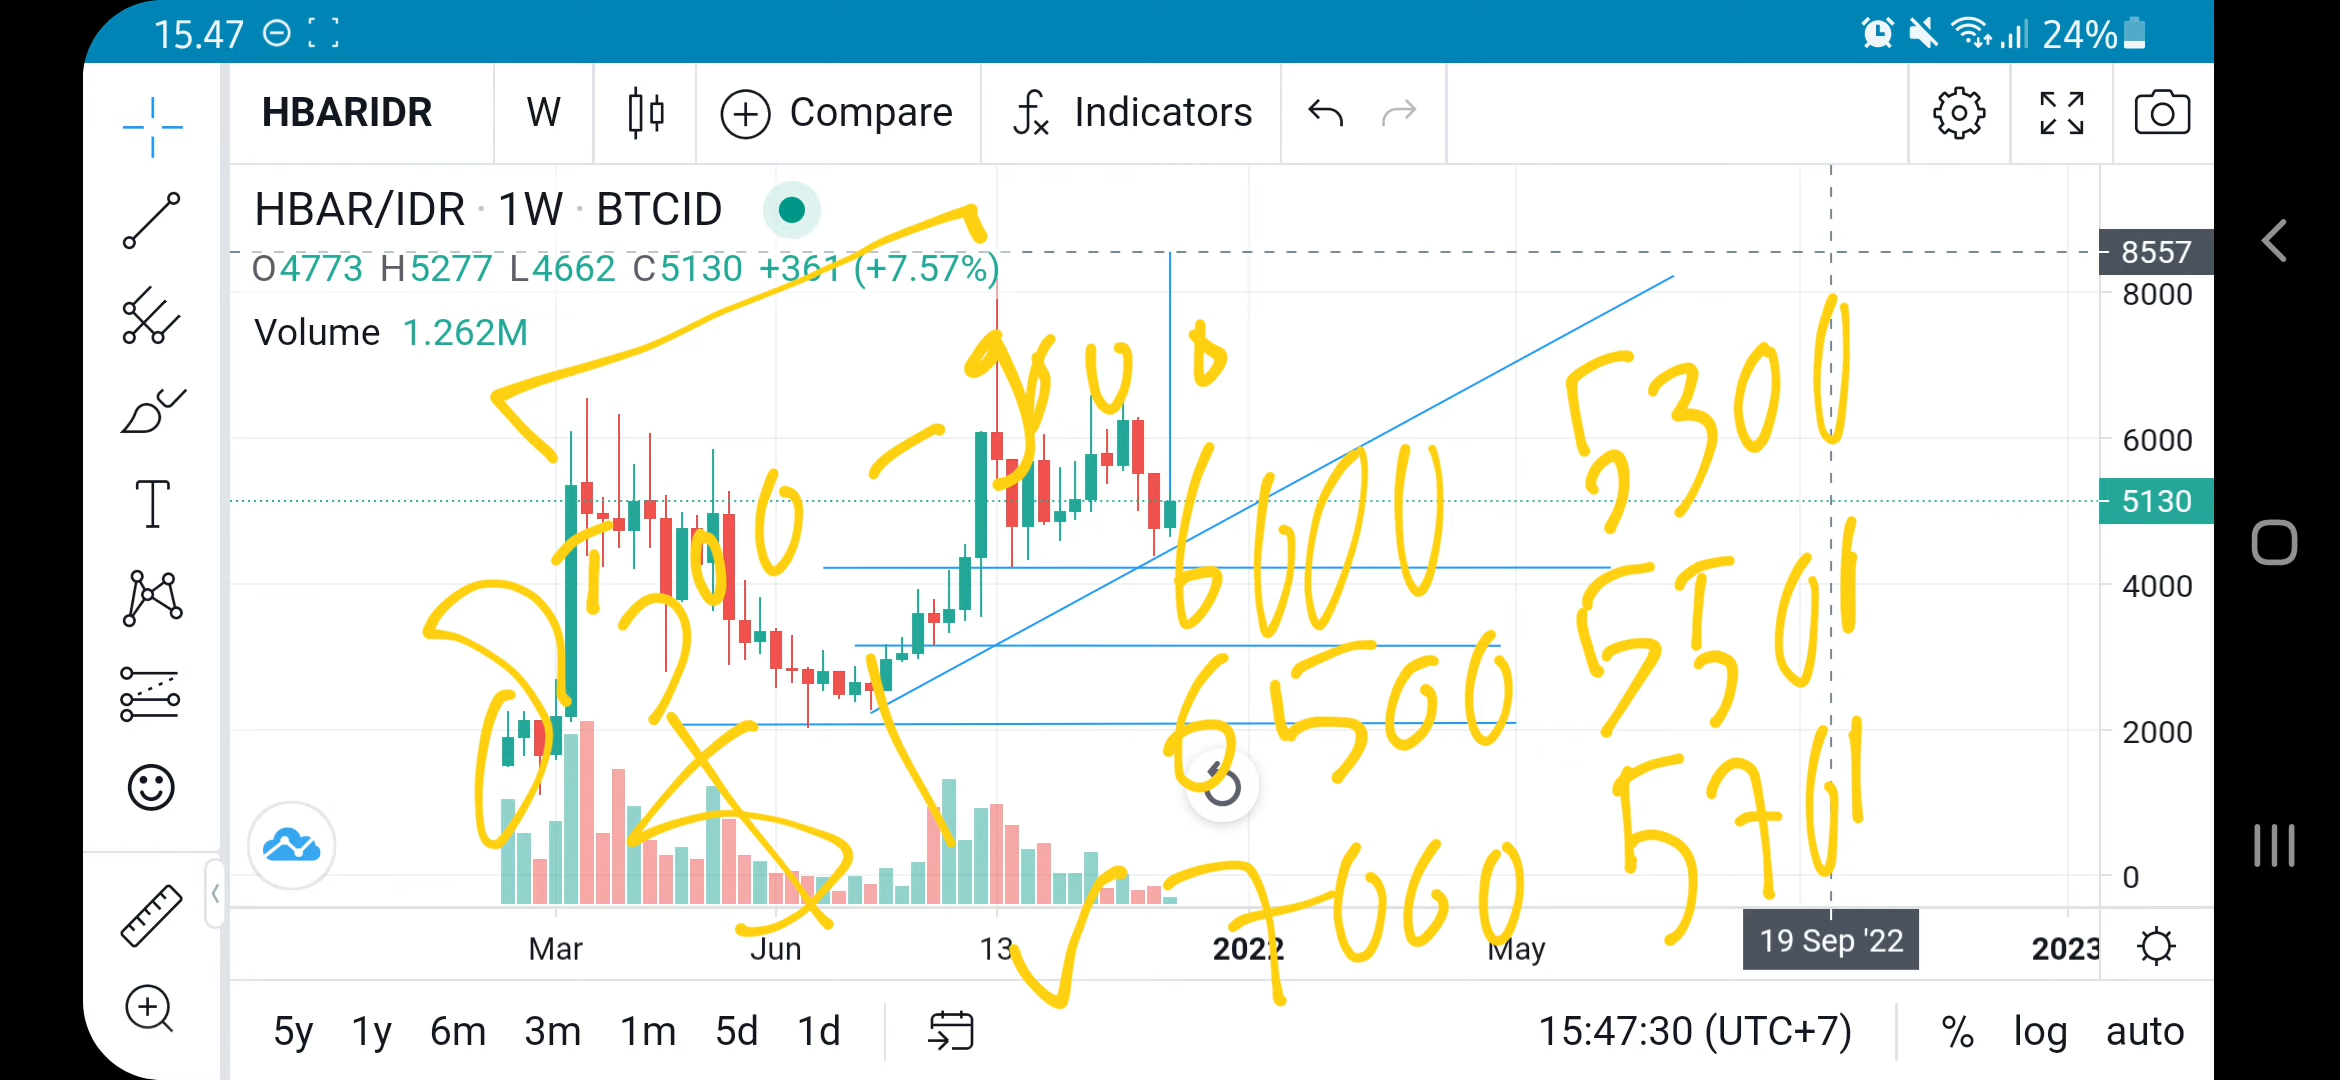 15.47 24%
HBARIDR W Compare Indicators
HBAR/IDR · 1W · BTCID
O4773 H5277 L4662 C5130 +361 (+7.57%)
Volume 1.262M
8557
8000
6000
5130
4000
2000
0
5300
6000
5501
6500
5701
7000
Mar Jun 13 2022 May 19 Sep '22 2023
5y 1y 6m 3m 1m 5d 1d 15:47:30 (UTC+7) % log auto